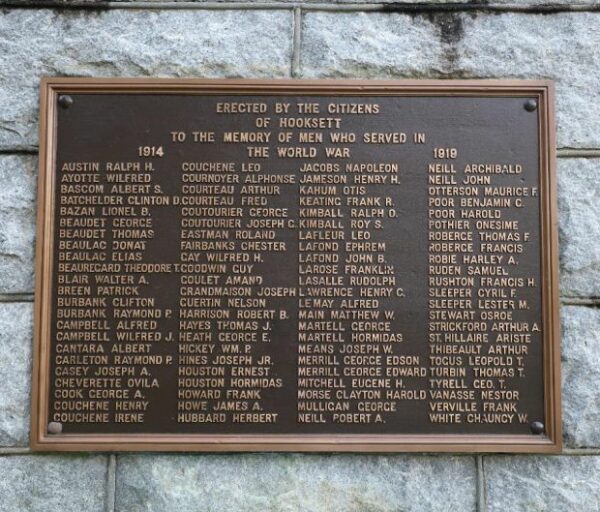 ERECTED BY THE CITIZENS
OF HOOKSETT
TO THE MEMORY OF MEN WHO SERVED IN
1914 THE WORLD WAR 1919
AUSTIN RALPH H.
AYOTTE WILFRED
BASCOM ALBERT S.
BATCHELDER CLINTON D.
BAZAN LIONEL B.
BEAUDET GEORGE
BEAUDET THOMAS
BEAULAC DONAT
BEAULAC ELIAS
BEAUREGARD THEODORE T.
BLAIR WALTER A.
BREEN PATRICK
BURBANK CLIFTON
BURBANK RAYMOND P.
CAMPBELL ALFRED
CAMPBELL WILFRED J.
CANTARA ALBERT
CARLETON RAYMOND P.
CASEY JOSEPH A.
CHEVERETTE OVILA
COOK GEORGE A.
COUCHENE HENRY
COUCHENE IRENE
COUCHENE LEO
COURNOYER ALPHONSE
COURTEAU ARTHUR
COURTEAU FRED
COUTOURIER GEORGE
COUTOURIER JOSEPH G.
EASTMAN ROLAND
FAIRBANKS CHESTER
GAY WILFRED H.
GOODWIN GUY
GOULET AMAND
GRANDMAISON JOSEPH
GUERTIN NELSON
HARRISON ROBERT B.
HAYES THOMAS J.
HEATH GEORGE E.
HICKEY WM. P.
HINES JOSEPH JR.
HOUSTON ERNEST
HOUSTON HORMIDAS
HOWARD FRANK
HOWE JAMES A.
HUBBARD HERBERT
JACOBS NAPOLEON
JAMESON HENRY H.
KAHUM OTIS
KEATING FRANK R.
KIMBALL RALPH O.
KIMBALL ROY S.
LAFLEUR LEO
LAFOND EPHREM
LAFOND JOHN B.
LAROSE FRANKLIN
LASALLE RUDOLPH
LAWRENCE HENRY G.
LEMAY ALFRED
MAIN MATTHEW W.
MARTELL GEORGE
MARTELL HORMIDAS
MEANS JOSEPH W.
MERRILL GEORGE EDSON
MERRILL GEORGE EDWARD
MITCHELL EUGENE H.
MORSE CLAYTON HAROLD
MULLIGAN GEORGE
NEILL ROBERT A.
NEILL ARCHIBALD
NEILL JOHN
OTTERSON MAURICE F.
POOR BENJAMIN C.
POOR HAROLD
POTHIER ONESIME
ROBERGE THOMAS F.
ROBERGE FRANCIS
ROBIE HARLEY A.
RUDEN SAMUEL
RUSHTON FRANCIS H.
SLEEPER CYRIL F.
SLEEPER LESTER M.
STEWART OSROE
STRICKFORD ARTHUR A.
ST. HILLAIRE ARISTE
THIBEAULT ARTHUR
TOGUS LEOPOLD T.
TURBIN THOMAS T.
TYRELL GEO. T.
VANASSE NESTOR
VERVILLE FRANK
WHITE CHAUNCY W.